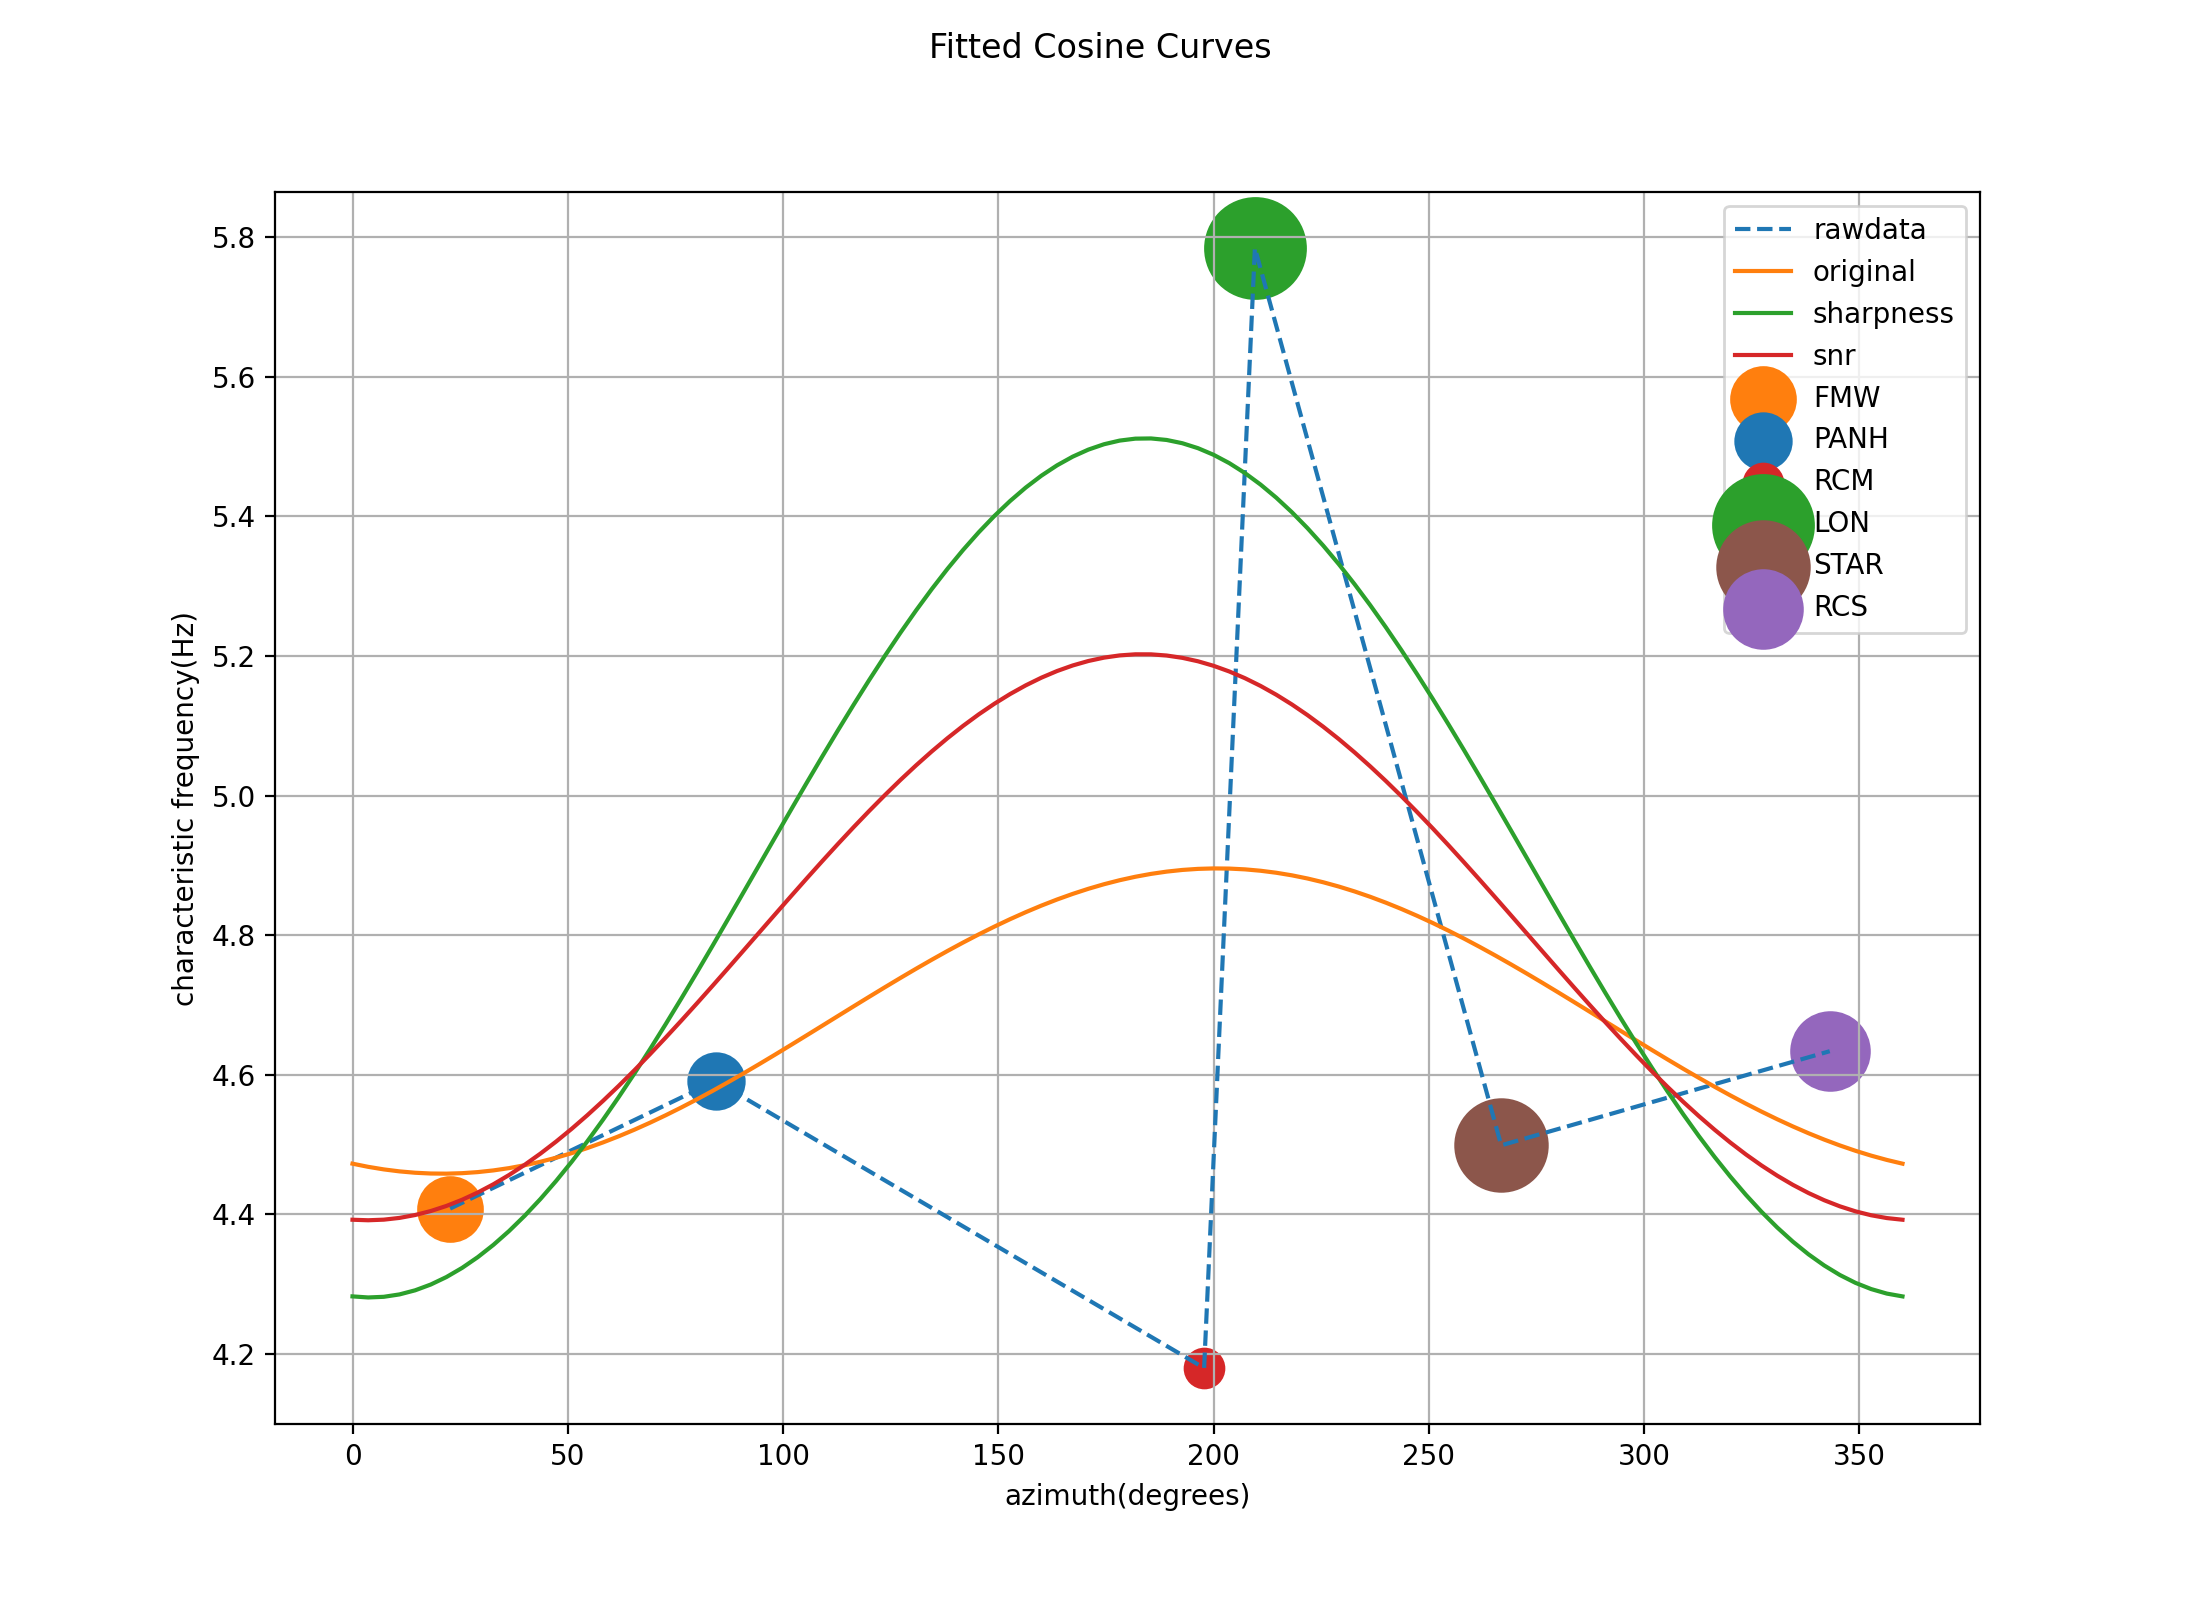 Fitted Cosine Curves
characteristic frequency(Hz)
5.8
5.6
5.4
5.2
5.0
4.8
4.6
4.4
4.2
rawdata
original
sharpness
snr
FMW
PANH
RCM
LON
STAR
RCS
0 50 100 150 200 250 300 350
azimuth(degrees)